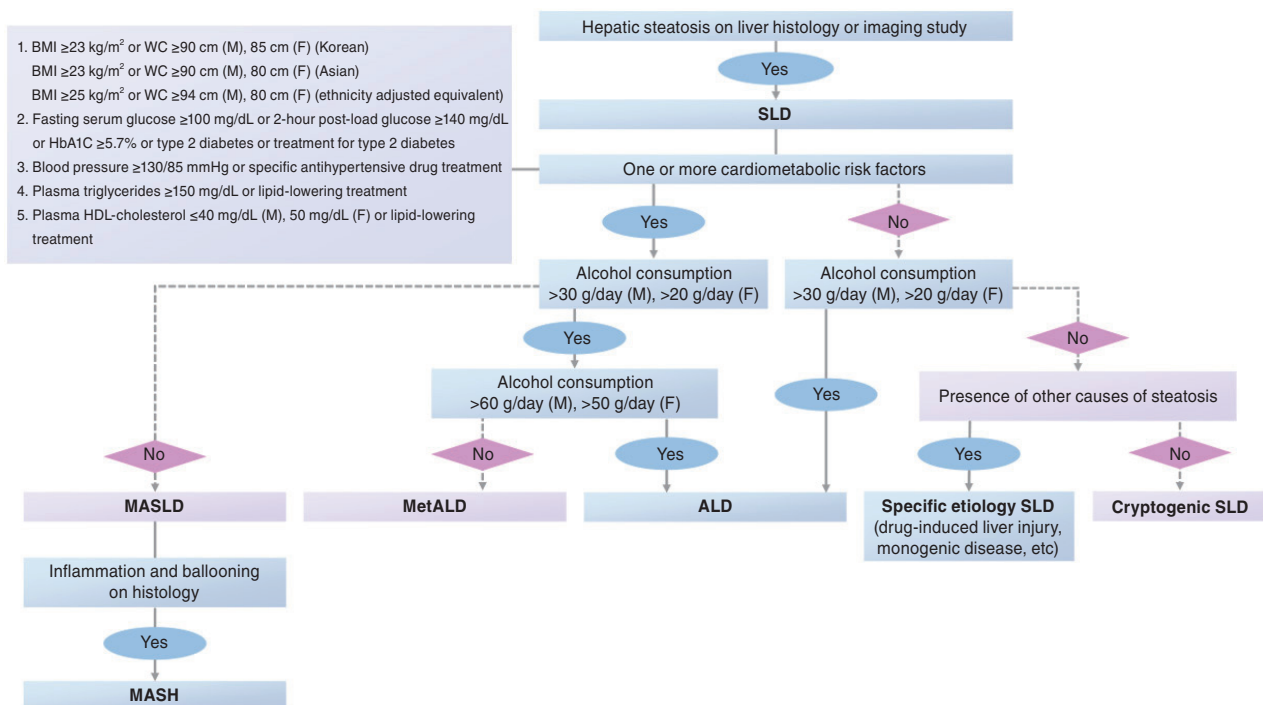 Hepatic steatosis on liver histology or imaging study
1. BMI ≥23 kg/m² or WC ≥90 cm (M), 85 cm (F) (Korean)
BMI ≥23 kg/m² or WC ≥90 cm (M), 80 cm (F) (Asian)
BMI ≥25 kg/m² or WC ≥94 cm (M), 80 cm (F) (ethnicity adjusted equivalent)
2. Fasting serum glucose ≥100 mg/dL or 2-hour post-load glucose ≥140 mg/dL
or HbA1C ≥5.7% or type 2 diabetes or treatment for type 2 diabetes
3. Blood pressure ≥130/85 mmHg or specific antihypertensive drug treatment
4. Plasma triglycerides ≥150 mg/dL or lipid-lowering treatment
5. Plasma HDL-cholesterol ≤40 mg/dL (M), 50 mg/dL (F) or lipid-lowering
treatment
Yes
SLD
One or more cardiometabolic risk factors
Yes
No
Alcohol consumption
>30 g/day (M), >20 g/day (F)
Alcohol consumption
>30 g/day (M), >20 g/day (F)
Yes
No
Alcohol consumption
>60 g/day (M), >50 g/day (F)
Yes
Presence of other causes of steatosis
No
No
Yes
Yes
No
MASLD
MetALD
ALD
Specific etiology SLD
(drug-induced liver injury,
monogenic disease, etc)
Cryptogenic SLD
Inflammation and ballooning
on histology
Yes
MASH